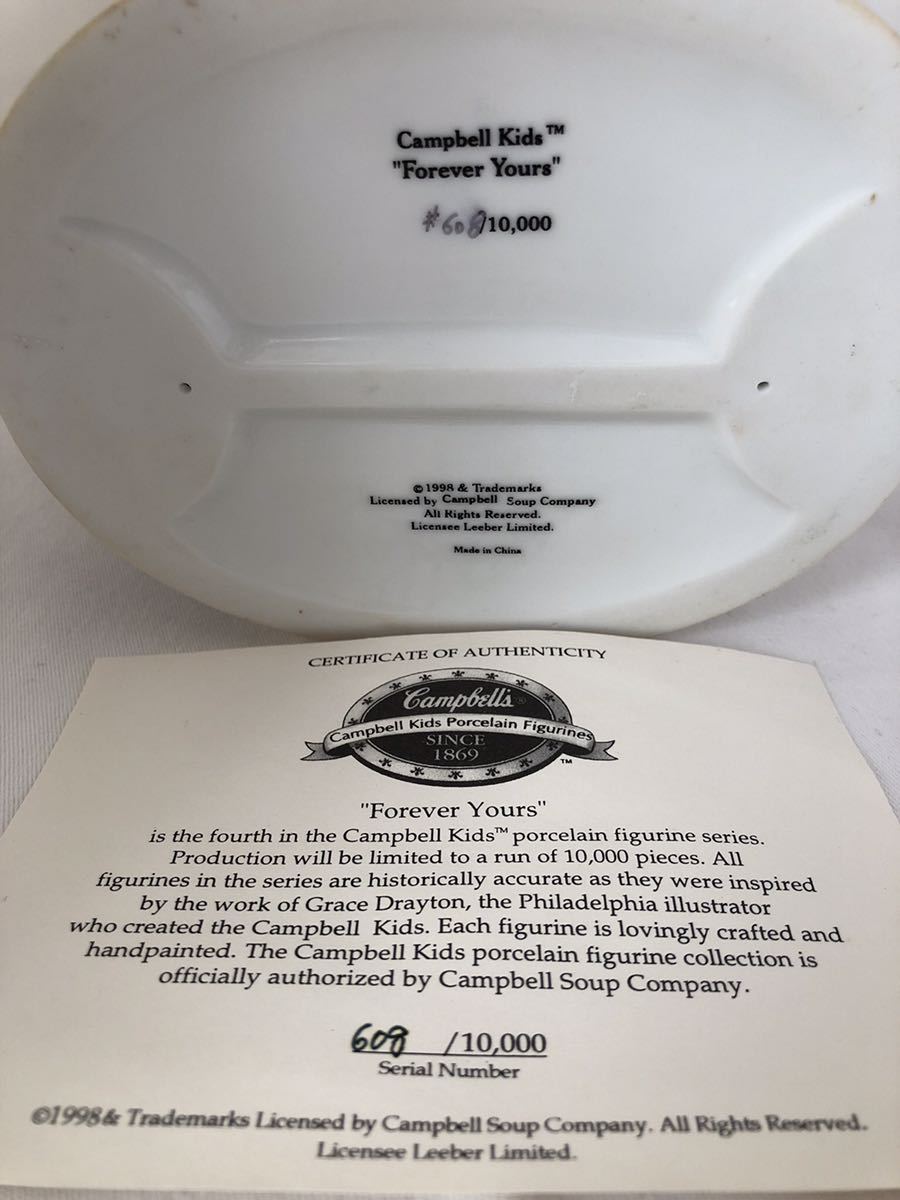 Campbell Kids™
"Forever Yours"
#608/10,000
©1998 & Trademarks
Licensed by Campbell Soup Company
All Rights Reserved.
Licensee Leeber Limited.
Made in China
CERTIFICATE OF AUTHENTICITY
Campbell's®
Campbell Kids Porcelain Figurines
SINCE
1869
™
"Forever Yours"
is the fourth in the Campbell Kids™ porcelain figurine series.
Production will be limited to a run of 10,000 pieces. All
figurines in the series are historically accurate as they were inspired
by the work of Grace Drayton, the Philadelphia illustrator
who created the Campbell Kids. Each figurine is lovingly crafted and
handpainted. The Campbell Kids porcelain figurine collection is
officially authorized by Campbell Soup Company.
608 /10,000
Serial Number
©1998 & Trademarks Licensed by Campbell Soup Company. All Rights Reserved.
Licensee Leeber Limited.